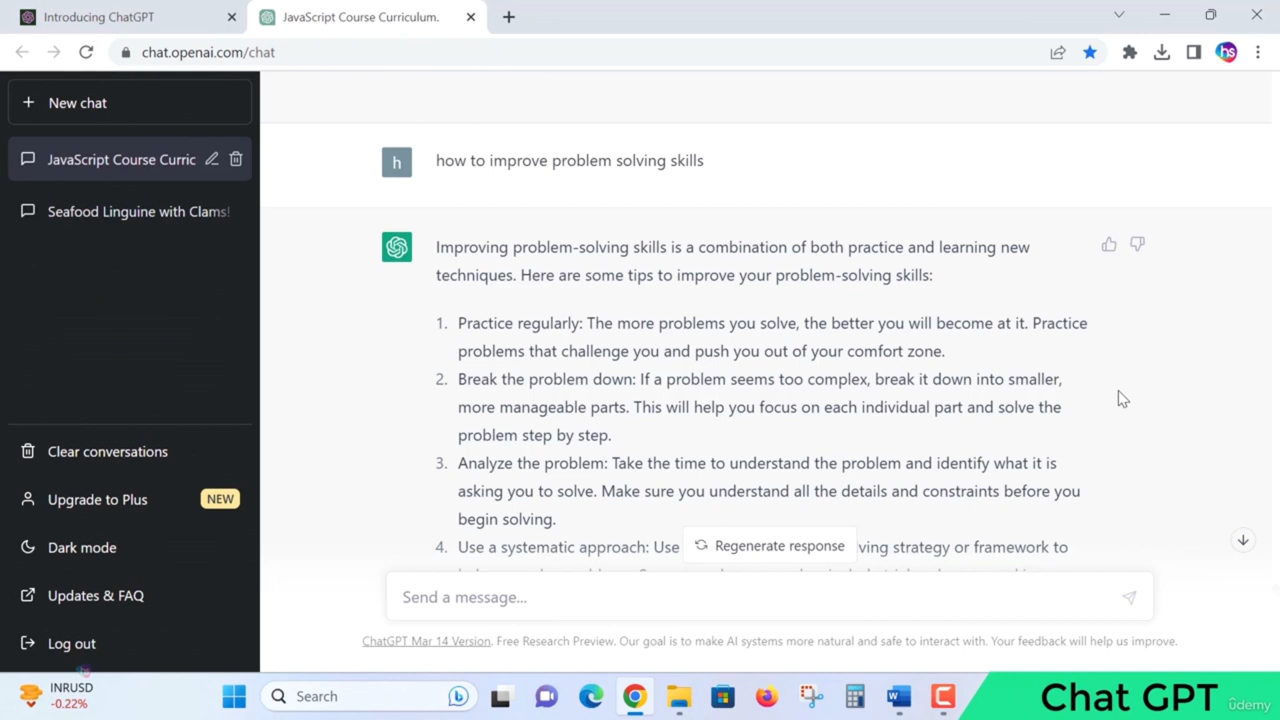 Introducing ChatGPT
JavaScript Course Curriculum.
chat.openai.com/chat
hs
New chat
JavaScript Course Curric
Seafood Linguine with Clams!
Clear conversations
Upgrade to Plus NEW
Dark mode
Updates & FAQ
Log out
h how to improve problem solving skills
Improving problem-solving skills is a combination of both practice and learning new
techniques. Here are some tips to improve your problem-solving skills:
1. Practice regularly: The more problems you solve, the better you will become at it. Practice
problems that challenge you and push you out of your comfort zone.
2. Break the problem down: If a problem seems too complex, break it down into smaller,
more manageable parts. This will help you focus on each individual part and solve the
problem step by step.
3. Analyze the problem: Take the time to understand the problem and identify what it is
asking you to solve. Make sure you understand all the details and constraints before you
begin solving.
4. Use a systematic approach: Use ving strategy or framework to
Regenerate response
Send a message...
ChatGPT Mar 14 Version. Free Research Preview. Our goal is to make AI systems more natural and safe to interact with. Your feedback will help us improve.
INRUSD
-0.22%
Search
Chat GPT
ûdemy